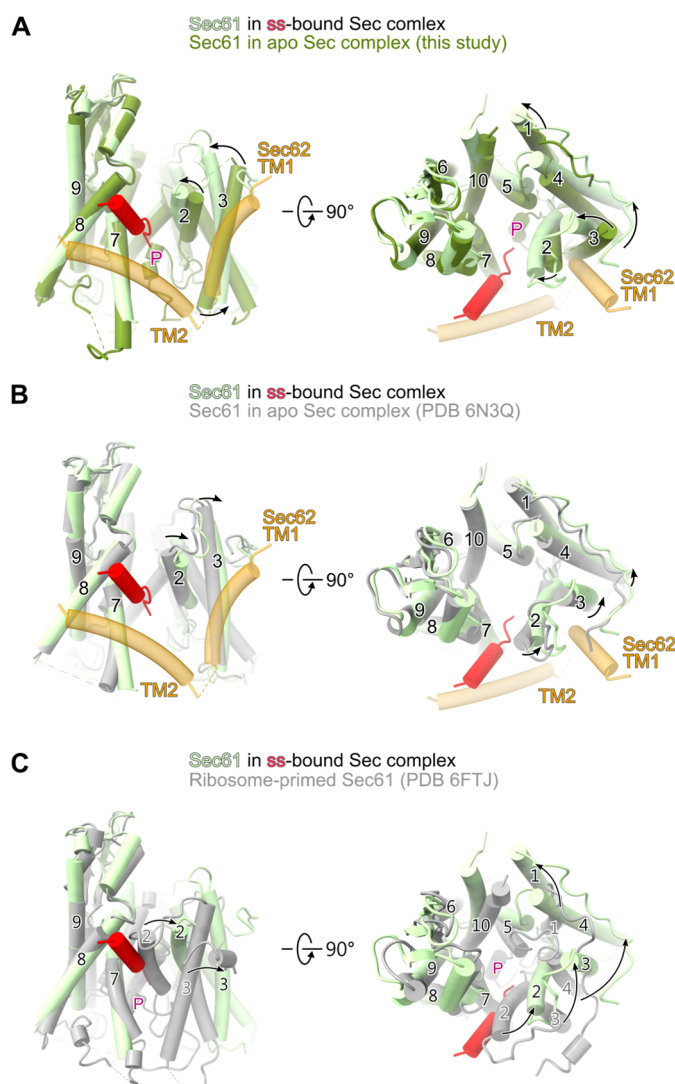 A
Sec61 in ss-bound Sec comlex
Sec61 in apo Sec complex (this study)
9
8
7
2
3
P
Sec62
TM1
TM2
90°
1
6
10
5
4
P
9
8
7
2
3
Sec62
TM1
TM2
B
Sec61 in ss-bound Sec comlex
Sec61 in apo Sec complex (PDB 6N3Q)
9
8
7
2
3
Sec62
TM1
TM2
90°
1
6
10
5
4
9
8
7
2
3
Sec62
TM1
TM2
C
Sec61 in ss-bound Sec complex
Ribosome-primed Sec61 (PDB 6FTJ)
9
8
7
2
2
3
3
P
90°
1
6
10
5
1
4
P
9
8
7
2
2
3
4
3